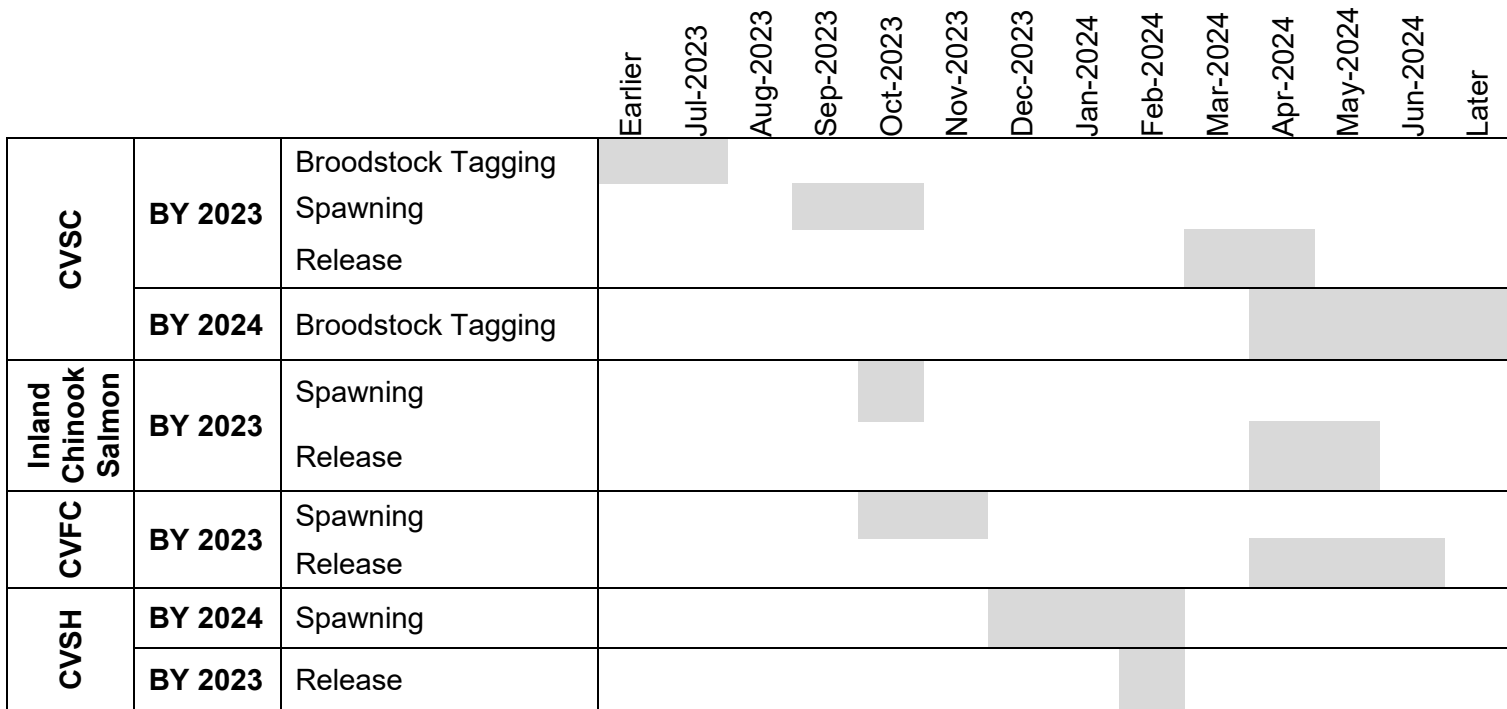 Earlier
Jul-2023
Aug-2023
Sep-2023
Oct-2023
Nov-2023
Dec-2023
Jan-2024
Feb-2024
Mar-2024
Apr-2024
May-2024
Jun-2024
Later
CVSC
BY 2023
Broodstock Tagging
Spawning
Release
BY 2024
Broodstock Tagging
Inland
Chinook
Salmon
BY 2023
Spawning
Release
CVFC
BY 2023
Spawning
Release
CVSH
BY 2024
Spawning
BY 2023
Release